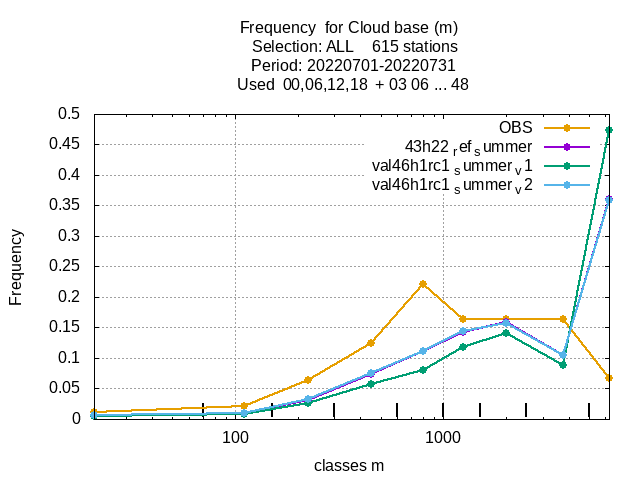 Frequency for Cloud base (m)
Selection: ALL 615 stations
Period: 20220701-20220731
Used 00,06,12,18 + 03 06 ... 48
OBS
43h22 ref summer
val46h1rc1 summer v1
val46h1rc1 summer v2
0.5
0.45
0.4
0.35
0.3
0.25
0.2
0.15
0.1
0.05
0
Frequency
100 1000
classes m